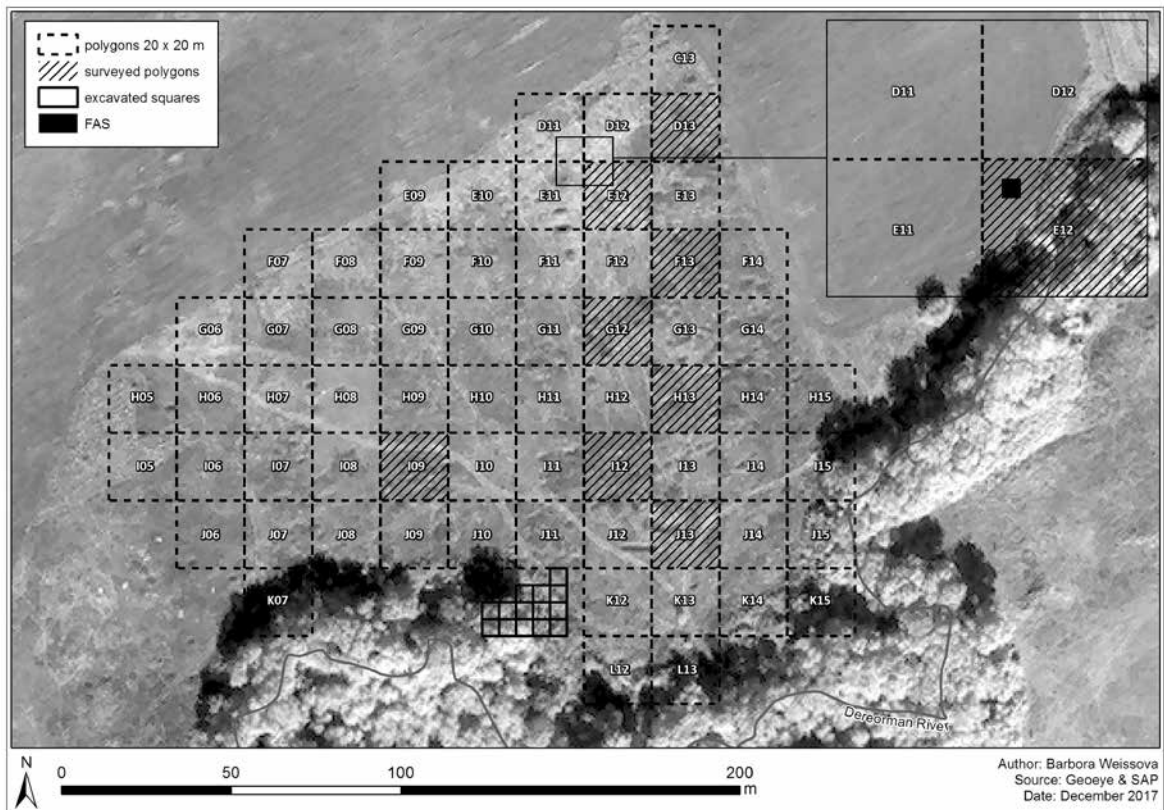 polygons 20 x 20 m
surveyed polygons
excavated squares
FAS
C13
D11 D12 D13
E09 E10 E11 E12 E13
F07 F08 F09 F10 F11 F12 F13 F14
G06 G07 G08 G09 G10 G11 G12 G13 G14
H05 H06 H07 H08 H09 H10 H11 H12 H13 H14 H15
I05 I06 I07 I08 I09 I10 I11 I12 I13 I14 I15
J06 J07 J08 J09 J10 J11 J12 J13 J14 J15
K07 K12 K13 K14 K15
L12 L13
D11 D12
E11 E12
Dereorman River
N
0 50 100 200
m
Author: Barbora Weissova
Source: Geoeye & SAP
Date: December 2017